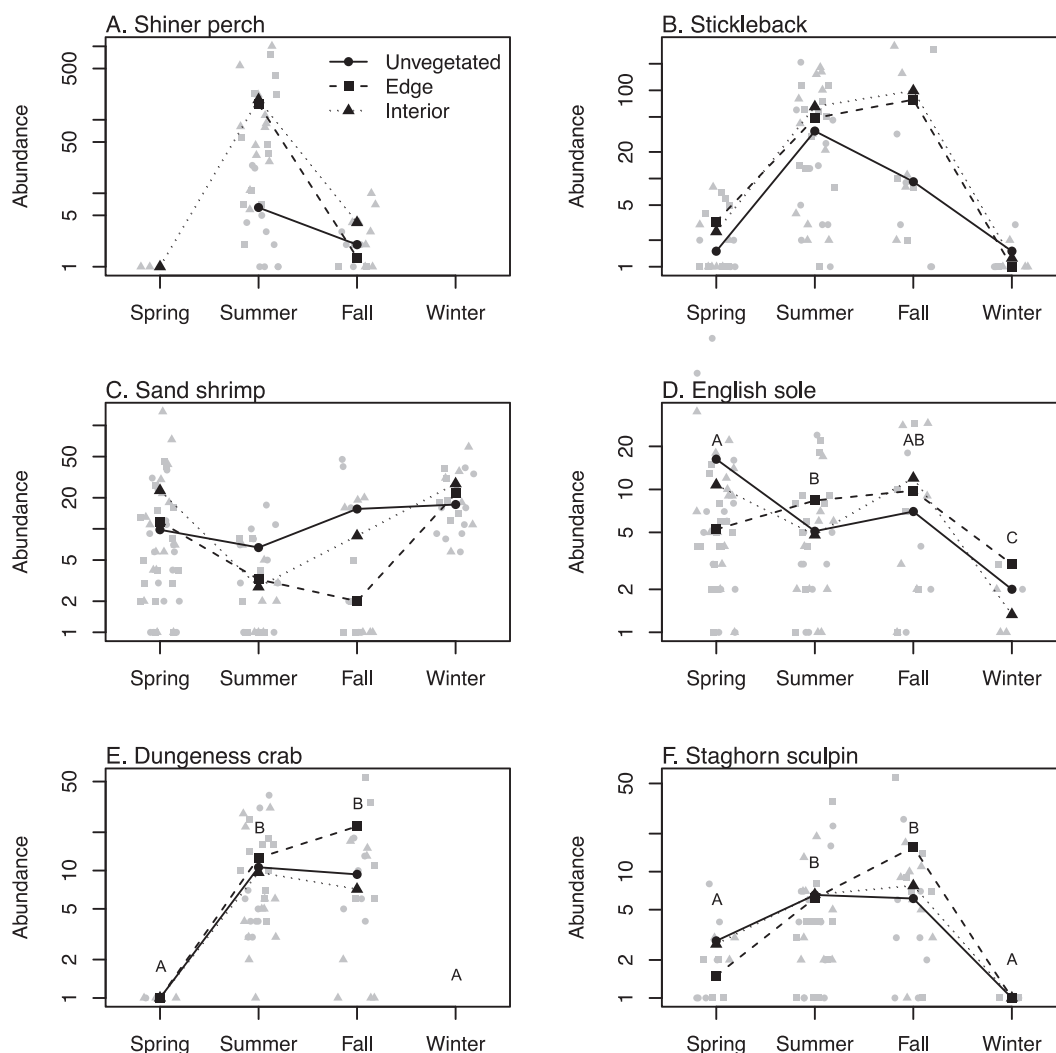 A. Shiner perch
Abundance
500
50
5
1
Unvegetated
Edge
Interior
Spring Summer Fall Winter
B. Stickleback
Abundance
100
20
5
1
Spring Summer Fall Winter
C. Sand shrimp
Abundance
50
20
5
2
1
Spring Summer Fall Winter
D. English sole
Abundance
20
10
5
2
1
A
B
AB
C
Spring Summer Fall Winter
E. Dungeness crab
Abundance
50
10
5
2
1
A
B
B
A
Spring Summer Fall Winter
F. Staghorn sculpin
Abundance
50
10
5
2
1
A
B
B
A
Spring Summer Fall Winter